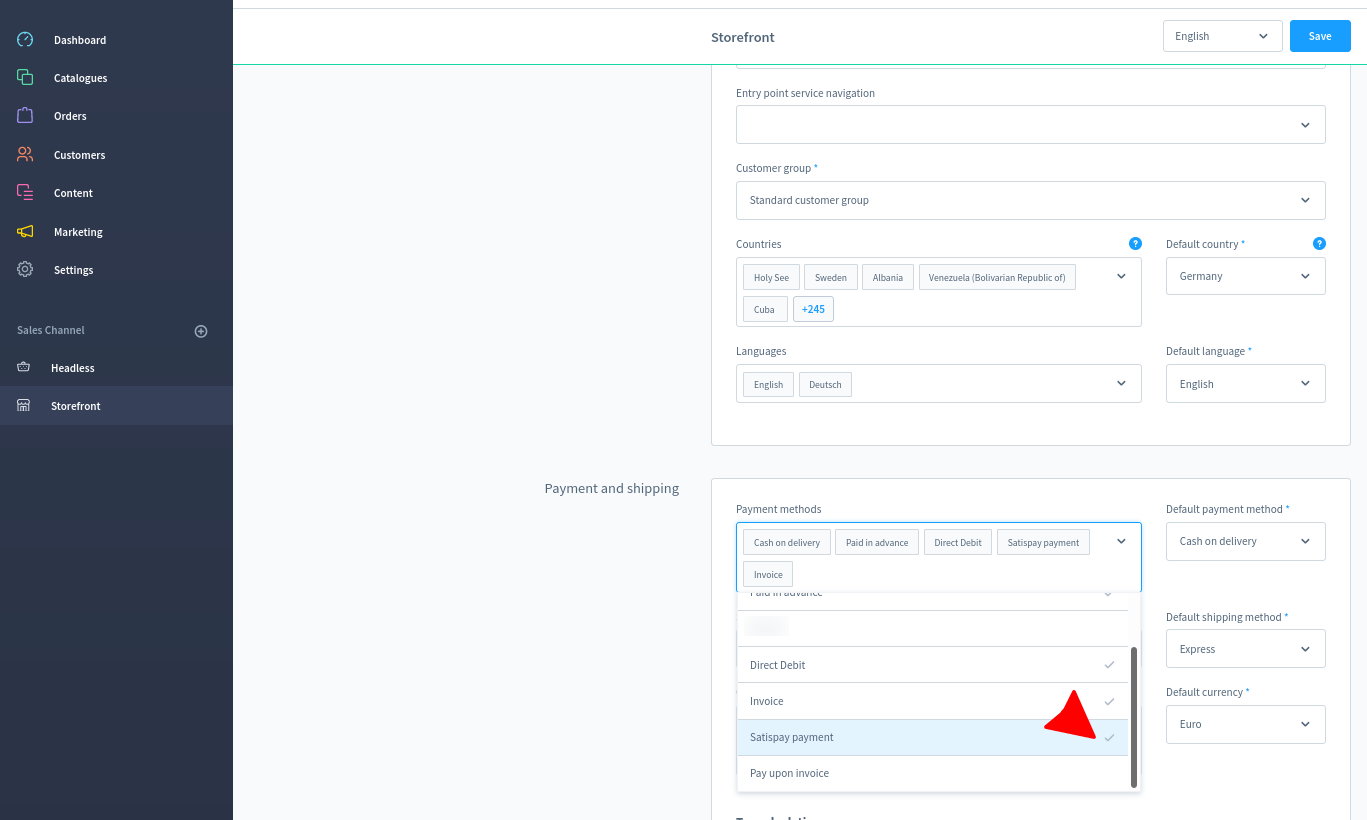 Dashboard
Catalogues
Orders
Customers
Content
Marketing
Settings
Sales Channel
Headless
Storefront
Storefront
English
Save
Entry point service navigation
Customer group *
Standard customer group
Countries
?
Default country *
?
Holy See
Sweden
Albania
Venezuela (Bolivarian Republic of)
Germany
Cuba
+245
Languages
Default language *
English
Deutsch
English
Payment and shipping
Payment methods
Default payment method *
Cash on delivery
Paid in advance
Direct Debit
Satispay payment
Cash on delivery
Invoice
Paid in advance
Default shipping method *
Express
Direct Debit
Default currency *
Invoice
Euro
Satispay payment
Pay upon invoice